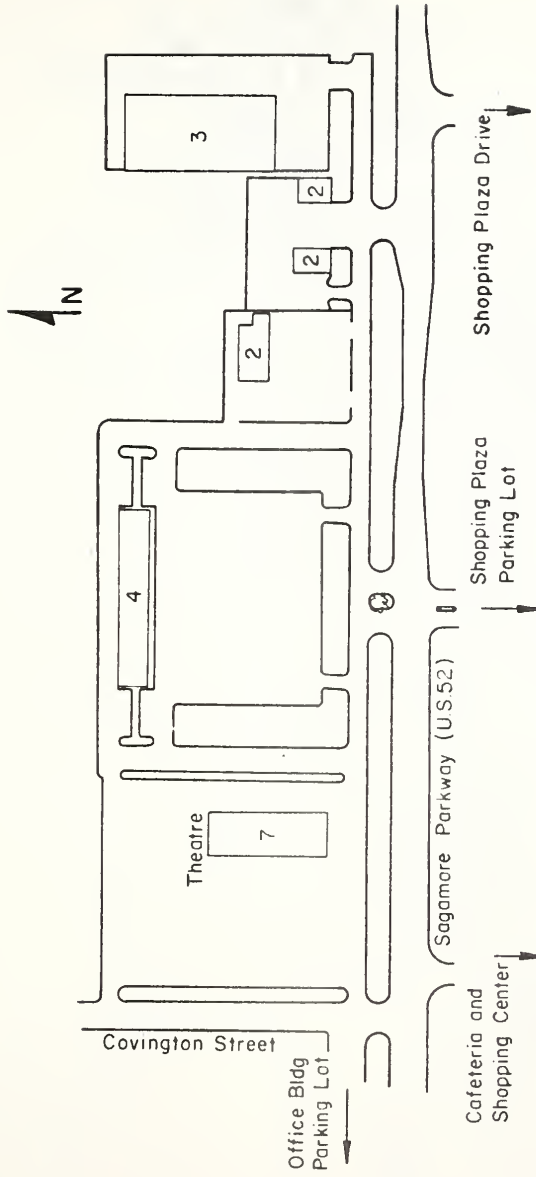 N
3
2
2
2
4
Theatre
7
Covington Street
Office Bldg
Parking Lot
Cafeteria and
Shopping Center
Sagamore Parkway (U.S.52)
Shopping Plaza
Parking Lot
Shopping Plaza Drive